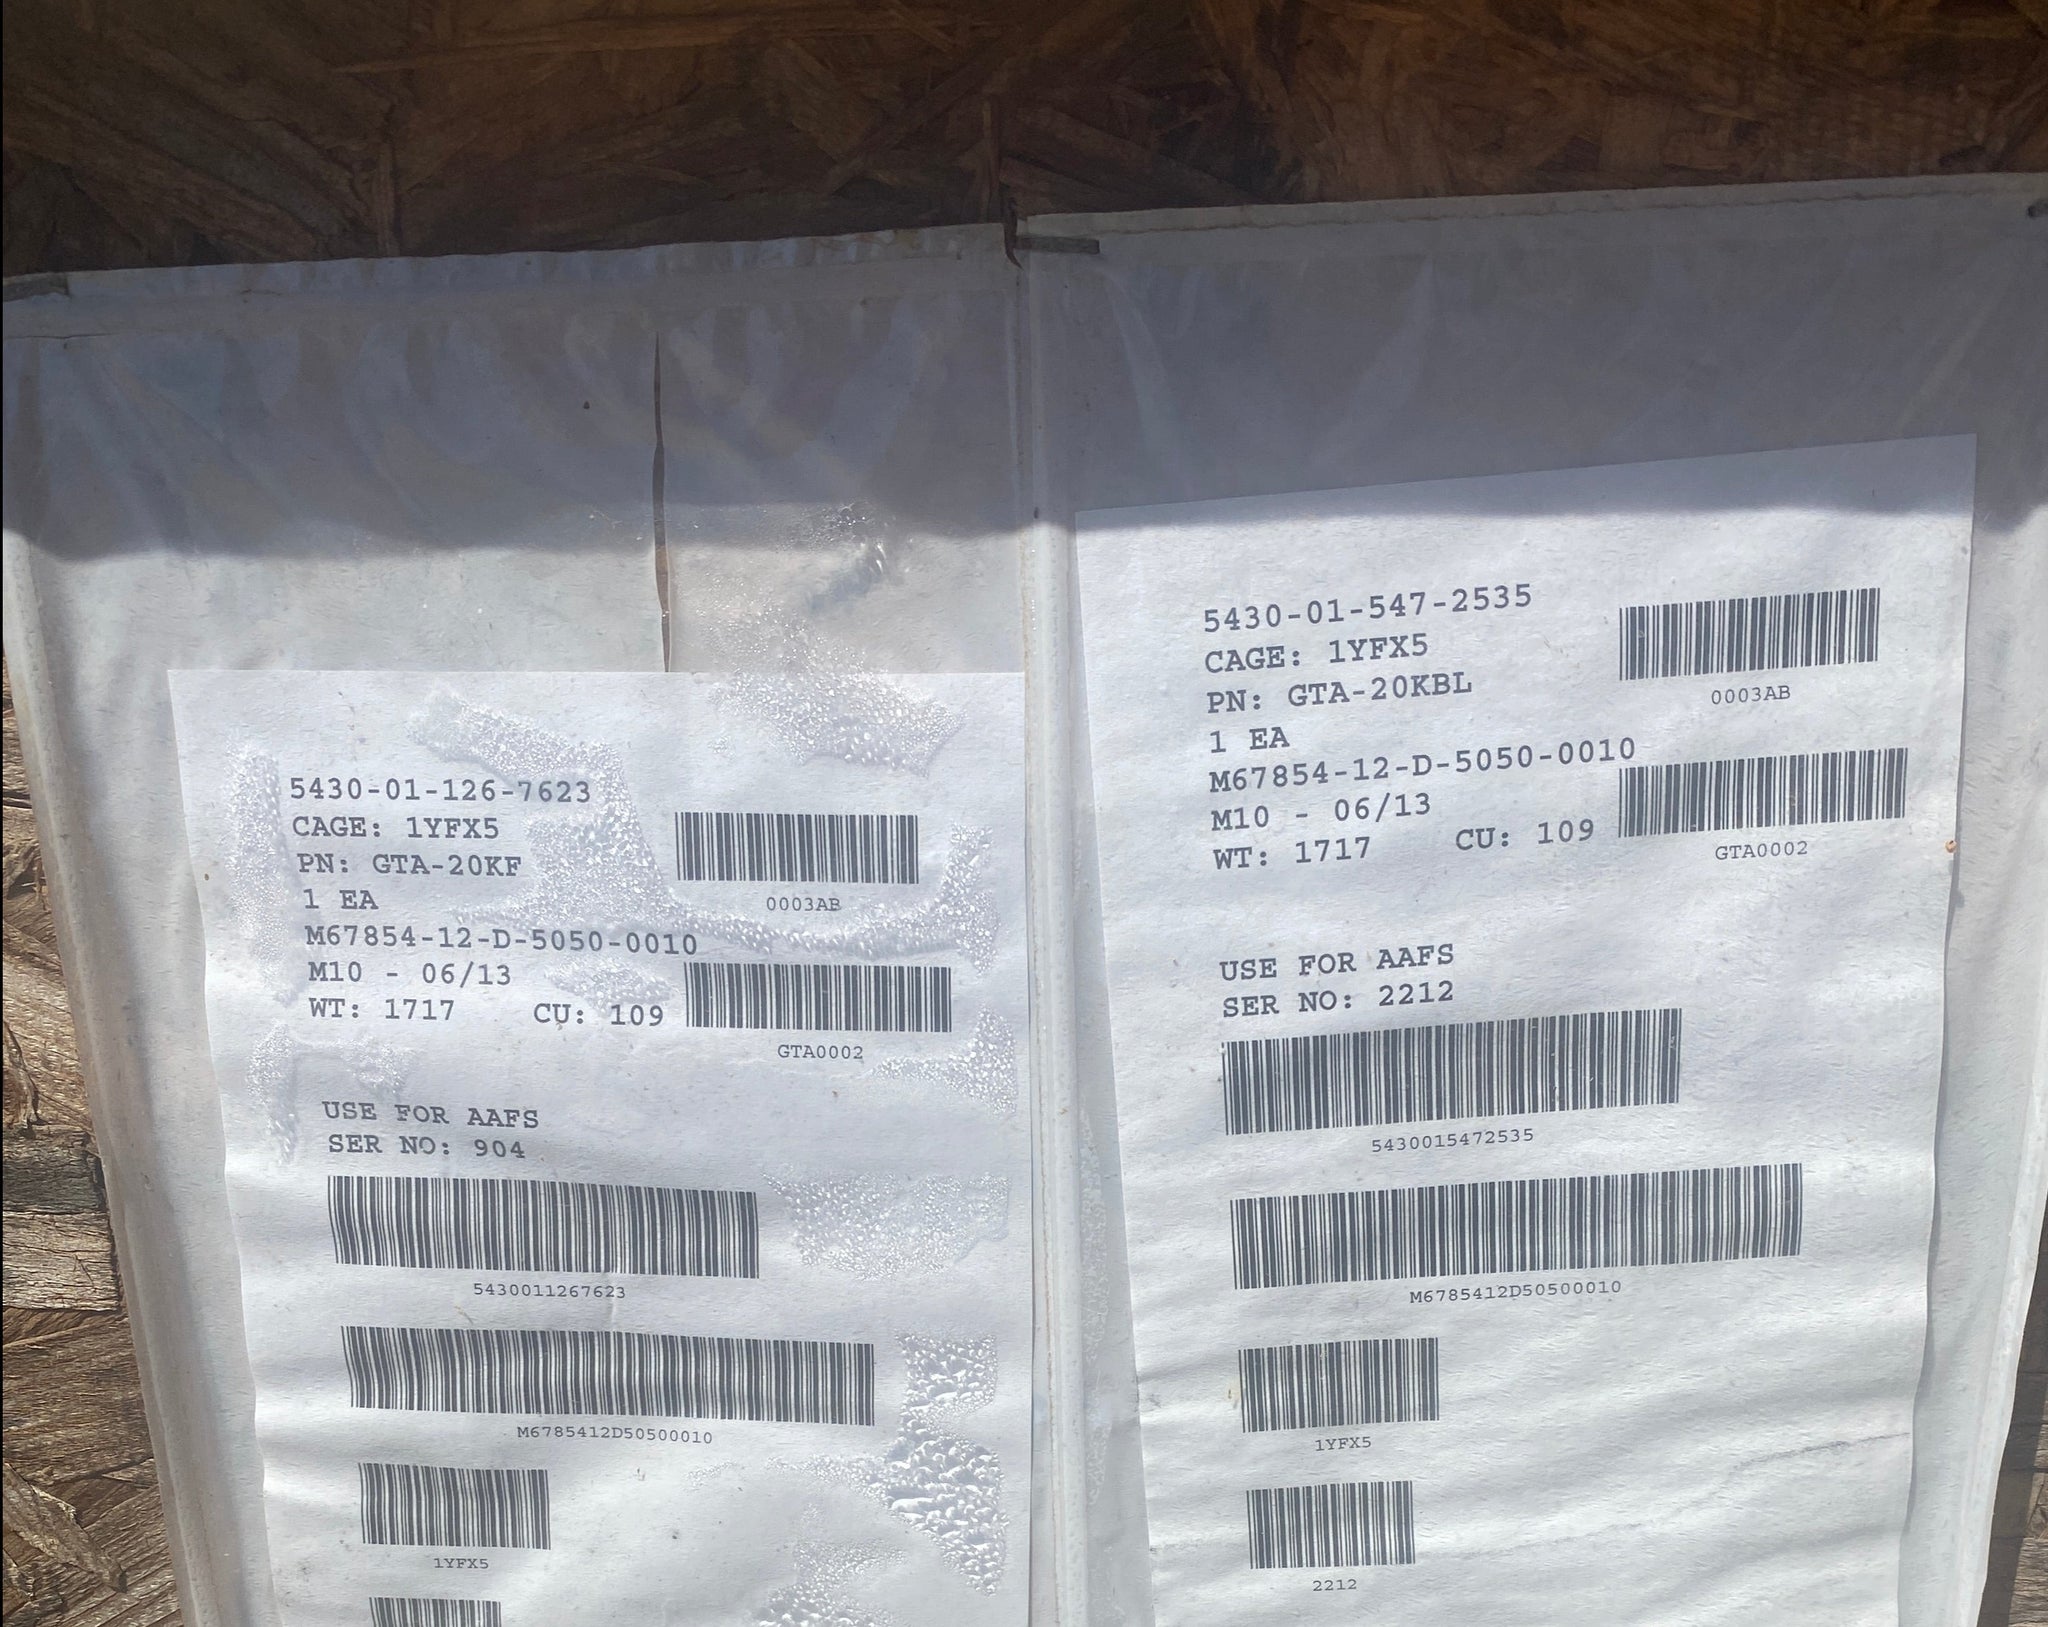 5430-01-126-7623
CAGE: 1YFX5
PN: GTA-20KF
1 EA
0003AB
M67854-12-D-5050-0010
M10 - 06/13
WT: 1717 CU: 109
GTA0002
USE FOR AAFS
SER NO: 904
5430011267623
M6785412D50500010
1YFX5
5430-01-547-2535
CAGE: 1YFX5
PN: GTA-20KBL
0003AB
1 EA
M67854-12-D-5050-0010
M10 - 06/13
WT: 1717 CU: 109
GTA0002
USE FOR AAFS
SER NO: 2212
5430015472535
M6785412D50500010
1YFX5
2212